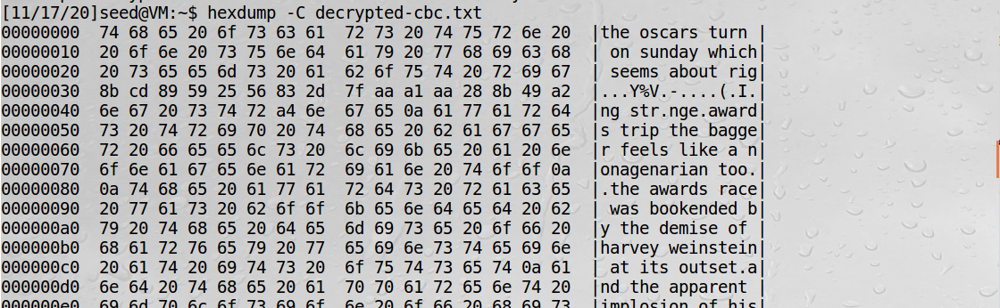 [11/17/20]seed@VM:~$ hexdump -C decrypted-cbc.txt
00000000  74 68 65 20 6f 73 63 61  72 73 20 74 75 72 6e 20  |the oscars turn |
00000010  20 6f 6e 20 73 75 6e 64  61 79 20 77 68 69 63 68  | on sunday which|
00000020  20 73 65 65 6d 73 20 61  62 6f 75 74 20 72 69 67  | seems about rig|
00000030  8b cd 89 59 25 56 83 2d  7f aa a1 aa 28 8b 49 a2  |...Y%V.-....(.I.|
00000040  6e 67 20 73 74 72 a4 6e  67 65 0a 61 77 61 72 64  |ng str.nge.award|
00000050  73 20 74 72 69 70 20 74  68 65 20 62 61 67 67 65  |s trip the bagge|
00000060  72 20 66 65 65 6c 73 20  6c 69 6b 65 20 61 20 6e  |r feels like a n|
00000070  6f 6e 61 67 65 6e 61 72  69 61 6e 20 74 6f 6f 0a  |onagenarian too.|
00000080  0a 74 68 65 20 61 77 61  72 64 73 20 72 61 63 65  |.the awards race|
00000090  20 77 61 73 20 62 6f 6f  6b 65 6e 64 65 64 20 62  | was bookended b|
000000a0  79 20 74 68 65 20 64 65  6d 69 73 65 20 6f 66 20  |y the demise of |
000000b0  68 61 72 76 65 79 20 77  65 69 6e 73 74 65 69 6e  |harvey weinstein|
000000c0  20 61 74 20 69 74 73 20  6f 75 74 73 65 74 0a 61  | at its outset.a|
000000d0  6e 64 20 74 68 65 20 61  70 70 61 72 65 6e 74 20  |nd the apparent |
000000e0  69 6d 70 6c 6f 73 69 6f  6e 20 6f 66 20 68 69 73  |implosion of his|